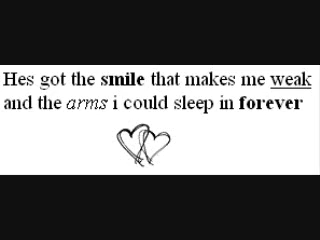 Hes got the smile that makes me weak
and the arms i could sleep in forever